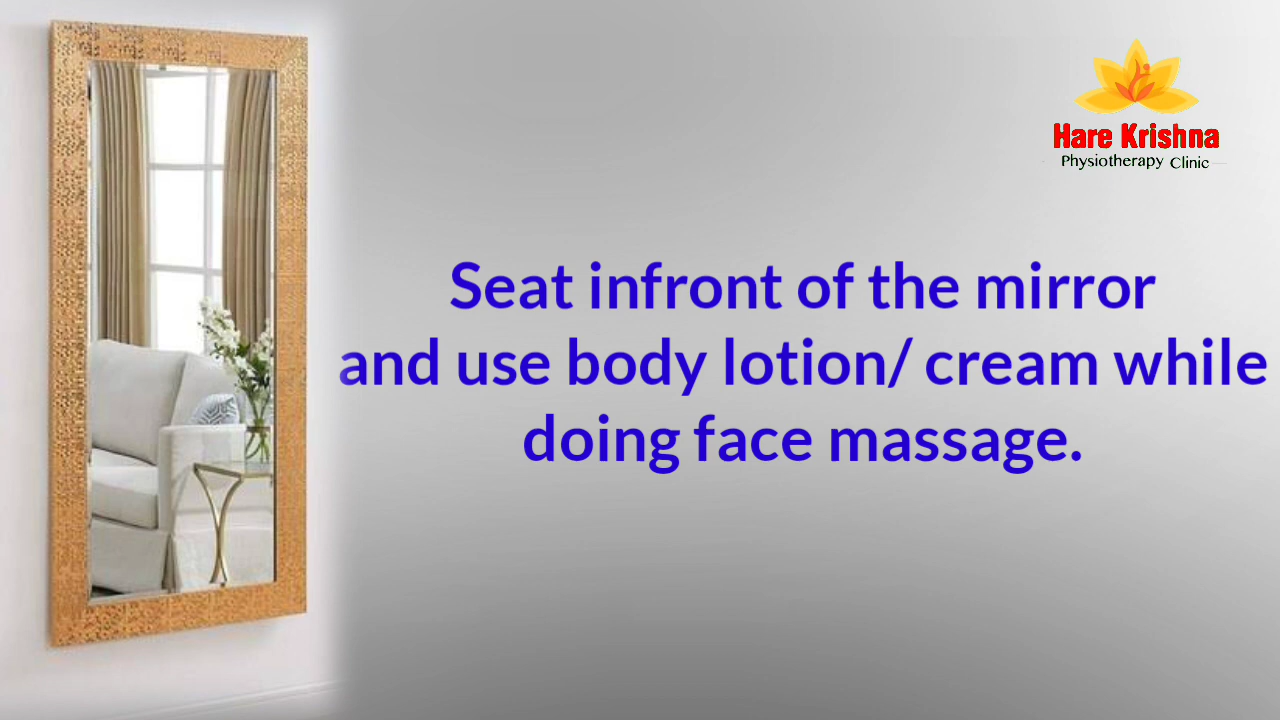 Hare Krishna
Physiotherapy Clinic
Seat infront of the mirror
and use body lotion/ cream while
doing face massage.